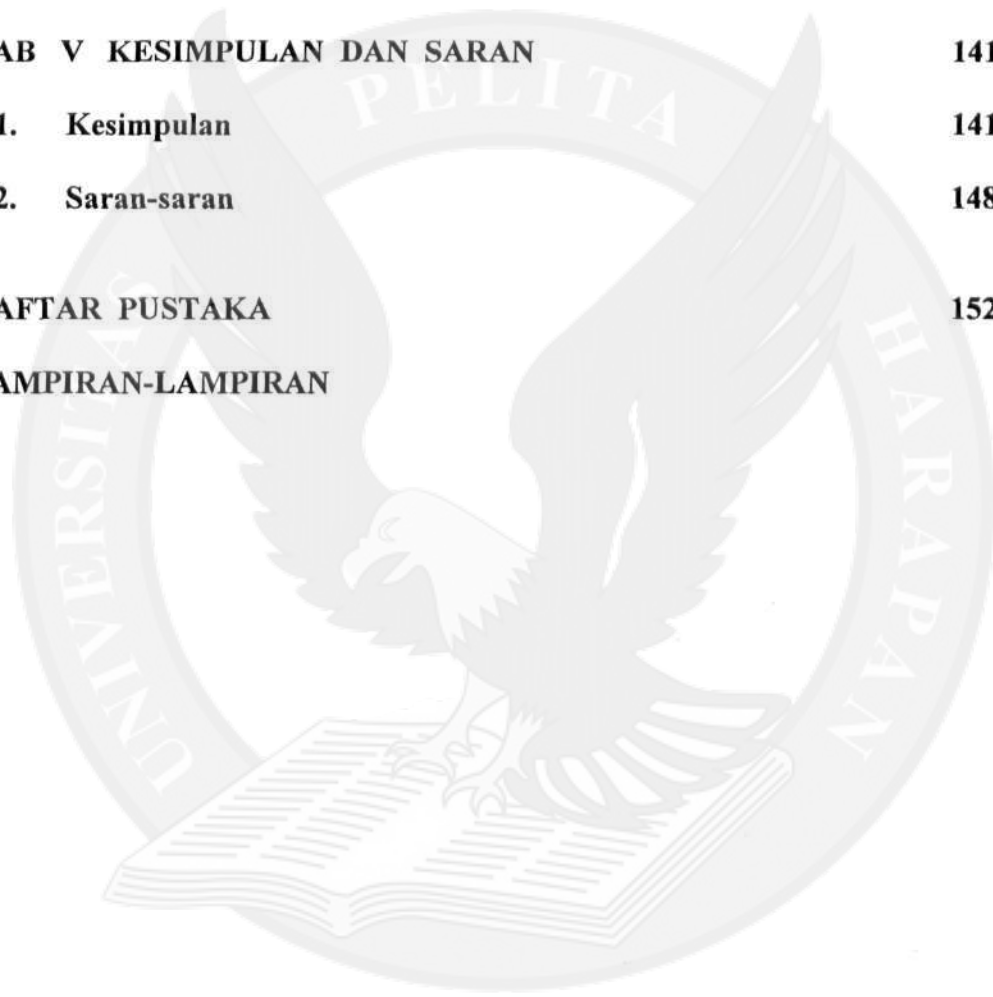 AB V KESIMPULAN DAN SARAN 141
1. Kesimpulan 141
2. Saran-saran 148
AFTAR PUSTAKA 152
AMPIRAN-LAMPIRAN
UNIVERSITAS PELITA HARAPAN